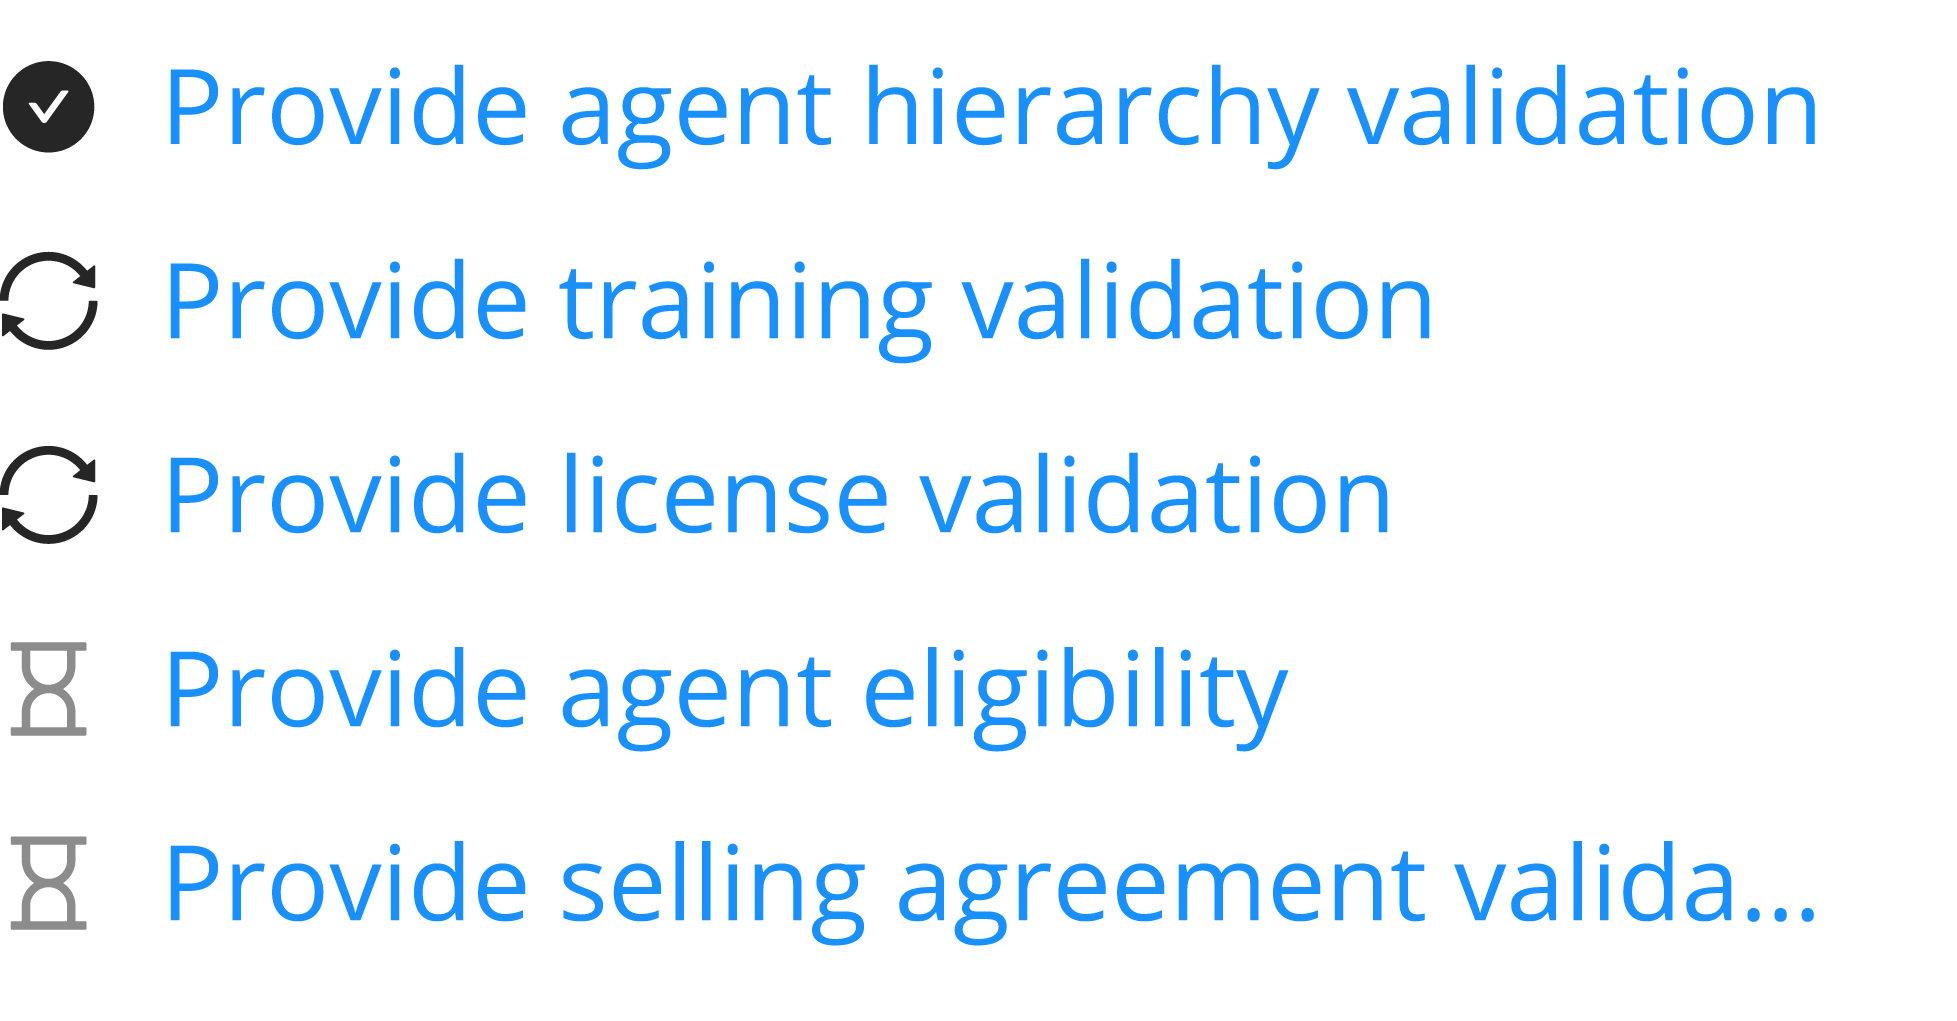 Provide agent hierarchy validation
Provide training validation
Provide license validation
Provide agent eligibility
Provide selling agreement valida...